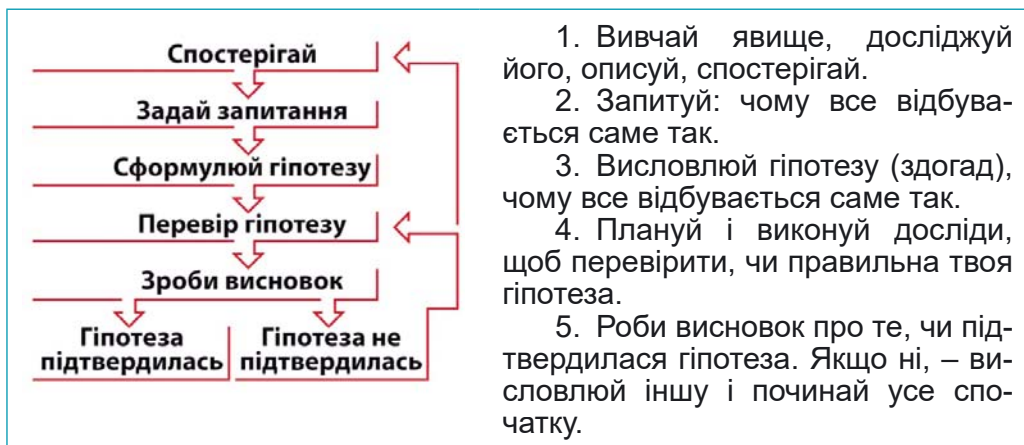 Спостерігай
Задай запитання
Сформулюй гіпотезу
Перевір гіпотезу
Зроби висновок
Гіпотеза
підтвердилась
Гіпотеза не
підтвердилась
1. Вивчай явище, досліджуй
його, описуй, спостерігай.
2. Запитуй: чому все відбува-
ється саме так.
3. Висловлюй гіпотезу (здогад),
чому все відбувається саме так.
4. Плануй і виконуй досліди,
щоб перевірити, чи правильна твоя
гіпотеза.
5. Роби висновок про те, чи під-
твердилася гіпотеза. Якщо ні, – ви-
словлюй іншу і починай усе спо-
чатку.